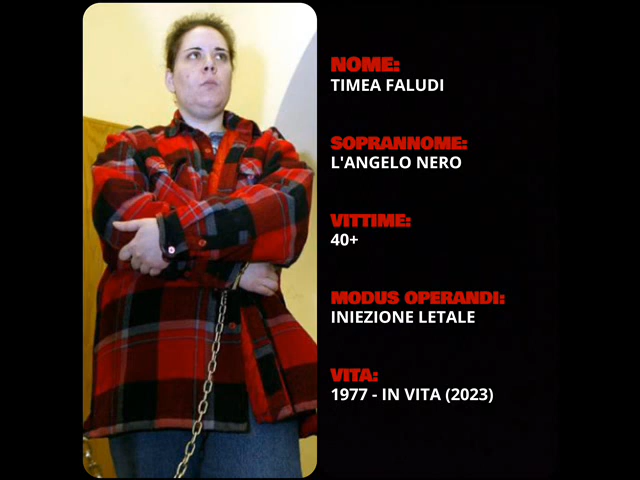 NOME:
TIMEA FALUDI
SOPRANNOME:
L'ANGELO NERO
VITTIME:
40+
MODUS OPERANDI:
INIEZIONE LETALE
VITA:
1977 - IN VITA (2023)